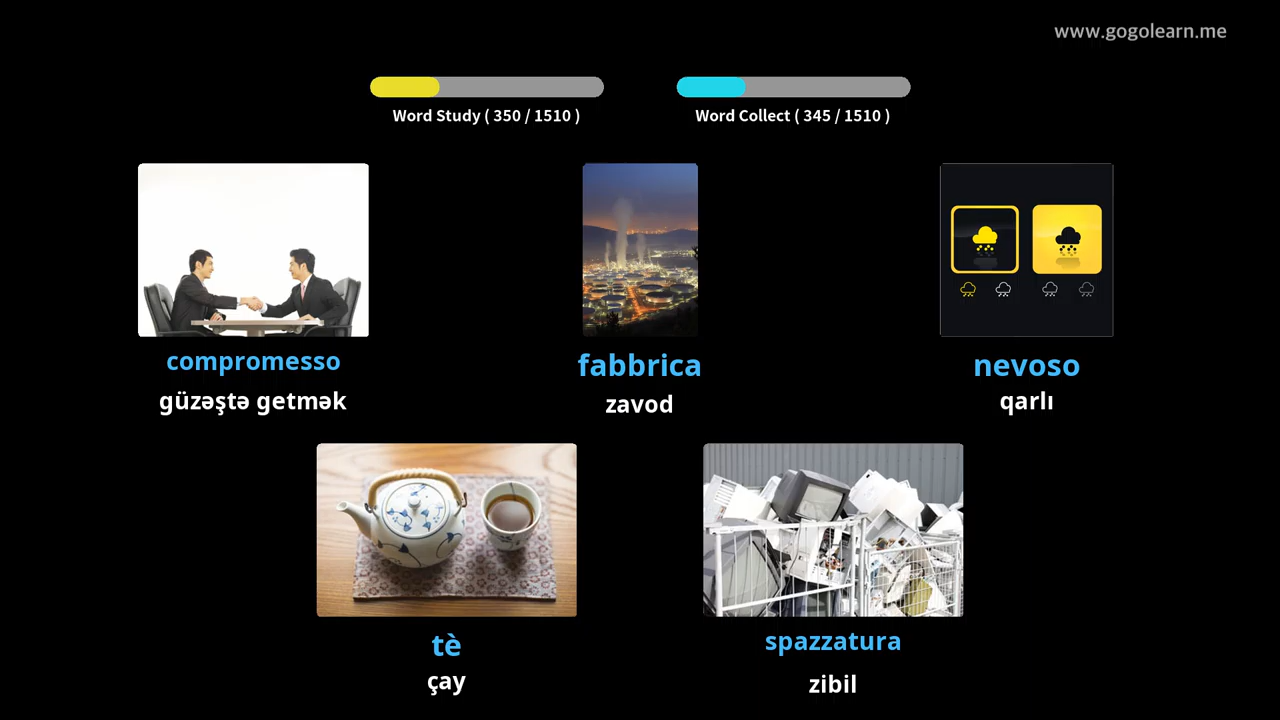 www.gogolearn.me
Word Study ( 350 / 1510 )
Word Collect ( 345 / 1510 )
compromesso
güzəştə getmək
fabbrica
zavod
nevoso
qarlı
tè
çay
spazzatura
zibil